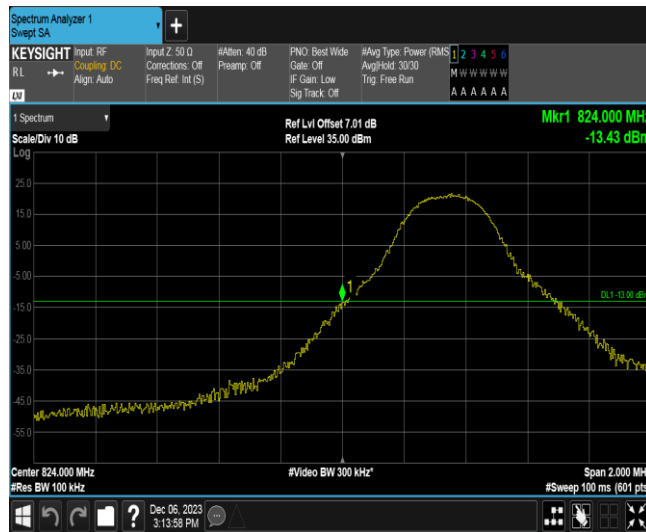 Spectrum Analyzer 1
Swept SA
KEYSIGHT
RL
LXI
Input: RF
Coupling: DC
Align: Auto
Input Z: 50 Ω
Corrections: Off
Freq Ref: Int (S)
#Atten: 40 dB
Preamp: Off
PNO: Best Wide
Gate: Off
IF Gain: Low
Sig Track: Off
#Avg Type: Power (RMS
Avg|Hold: 30/30
Trig: Free Run
1 2 3 4 5 6
M W W W W W
A A A A A A
1 Spectrum
Scale/Div 10 dB
Log
Ref Lvl Offset 7.01 dB
Ref Level 35.00 dBm
Mkr1 824.000 MHz
-13.43 dBm
25.0
15.0
5.00
-5.00
-15.0
-25.0
-35.0
-45.0
-55.0
1
DL1 -13.00 dBm
Center 824.000 MHz
#Res BW 100 kHz
#Video BW 300 kHz*
Span 2.000 MHz
#Sweep 100 ms (601 pts)
Dec 06, 2023
3:13:58 PM